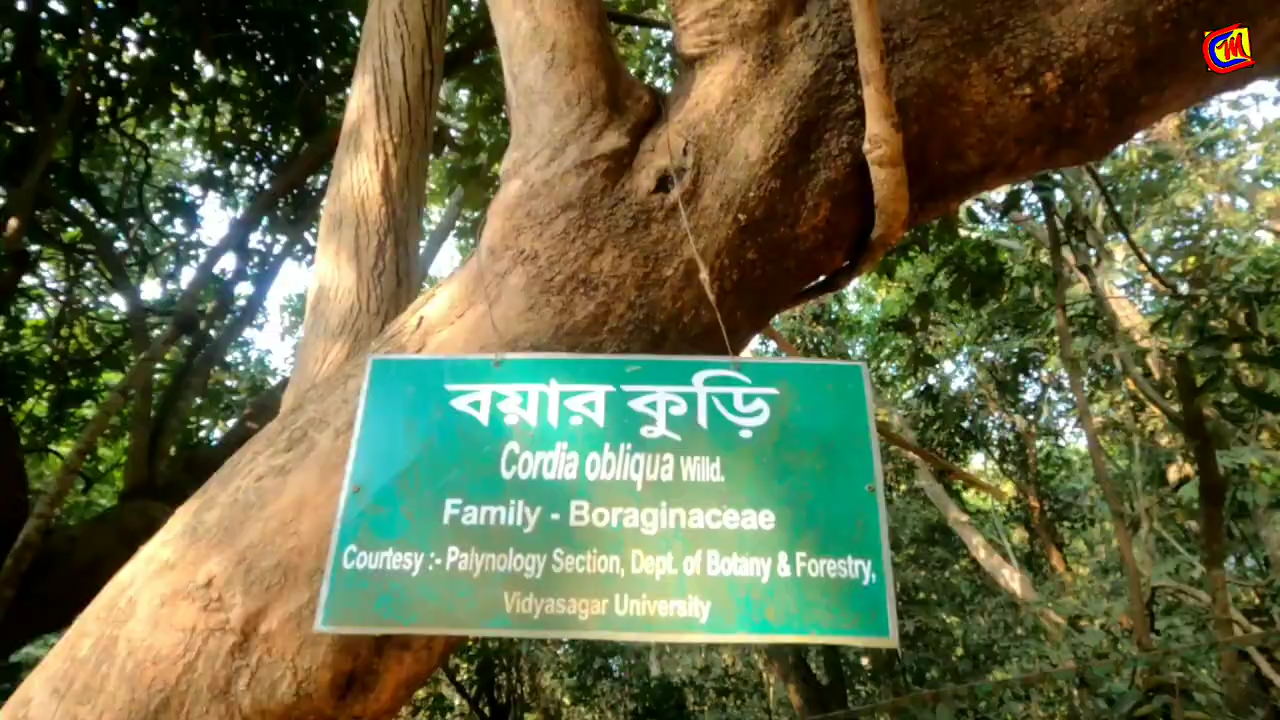 বয়ার কুড়ি
Cordia obliqua Willd.
Family - Boraginaceae
Courtesy :- Palynology Section, Dept. of Botany & Forestry,
Vidyasagar University